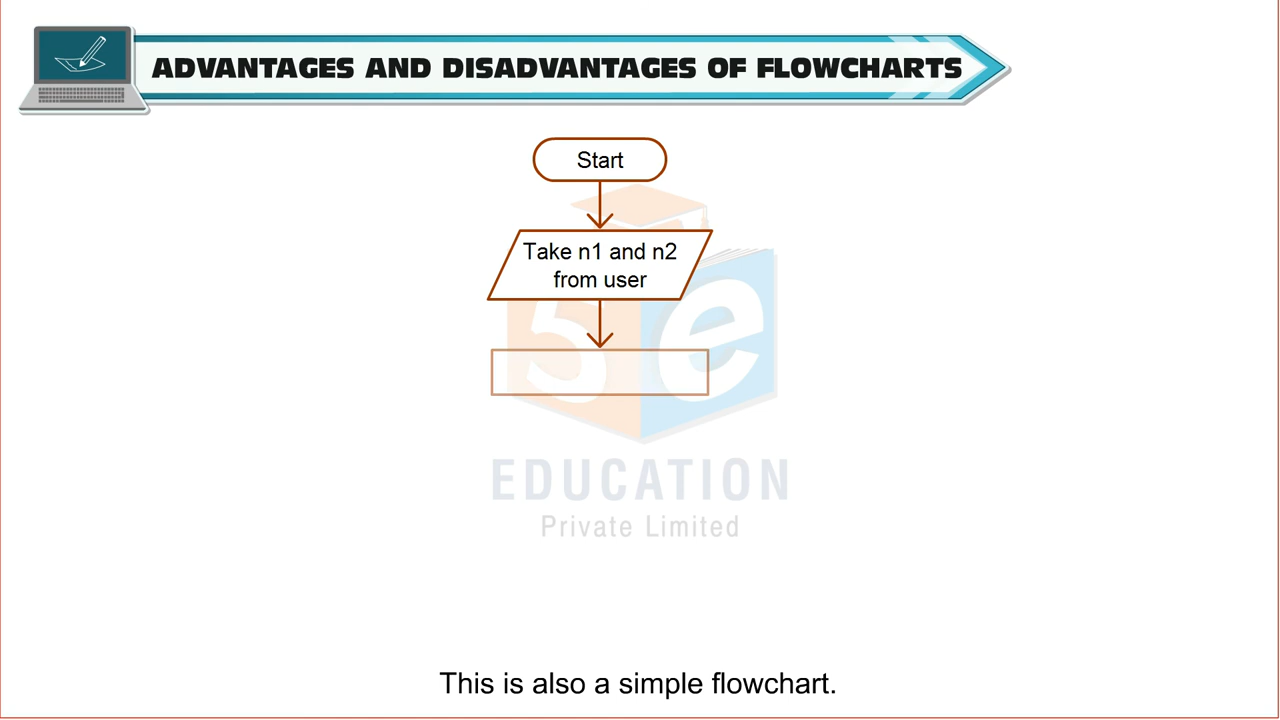 ADVANTAGES AND DISADVANTAGES OF FLOWCHARTS
Start
Take n1 and n2
from user
5e
EDUCATION
Private Limited
This is also a simple flowchart.